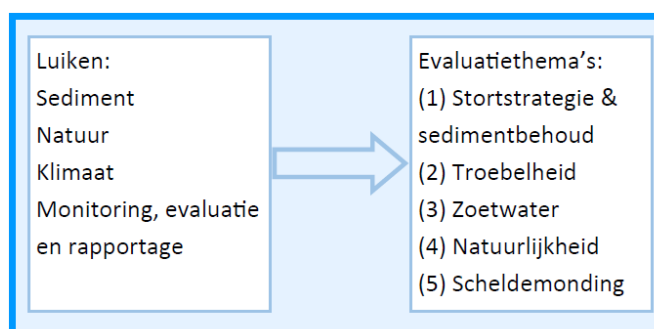 Luiken:
Sediment
Natuur
Klimaat
Monitoring, evaluatie
en rapportage
Evaluatiethema's:
(1) Stortstrategie &
sedimentbehoud
(2) Troebelheid
(3) Zoetwater
(4) Natuurlijkheid
(5) Scheldemonding